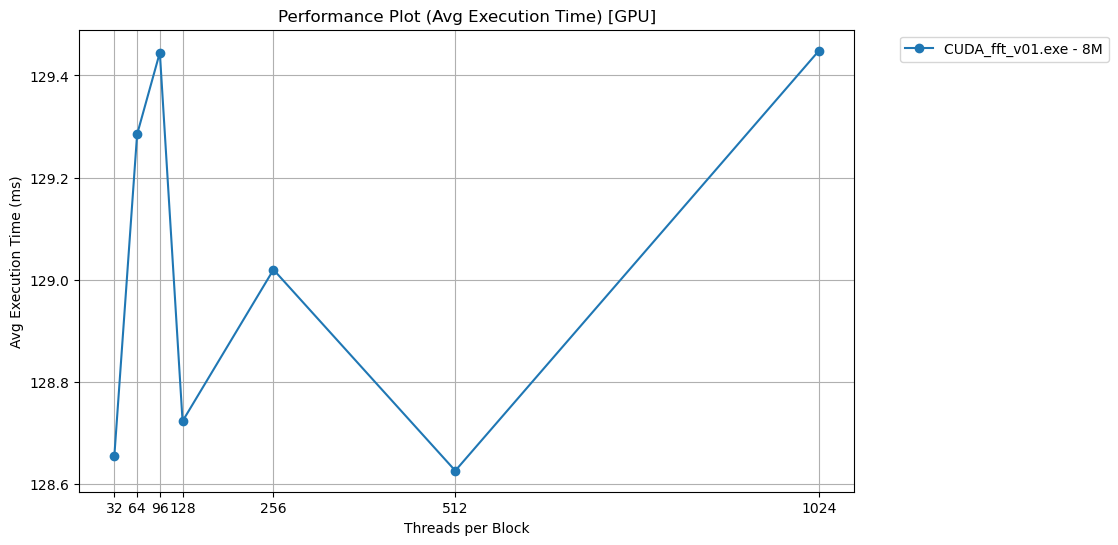 Performance Plot (Avg Execution Time) [GPU]
CUDA_fft_v01.exe - 8M
Avg Execution Time (ms)
129.4
129.2
129.0
128.8
128.6
32 64 96 128 256 512 1024
Threads per Block